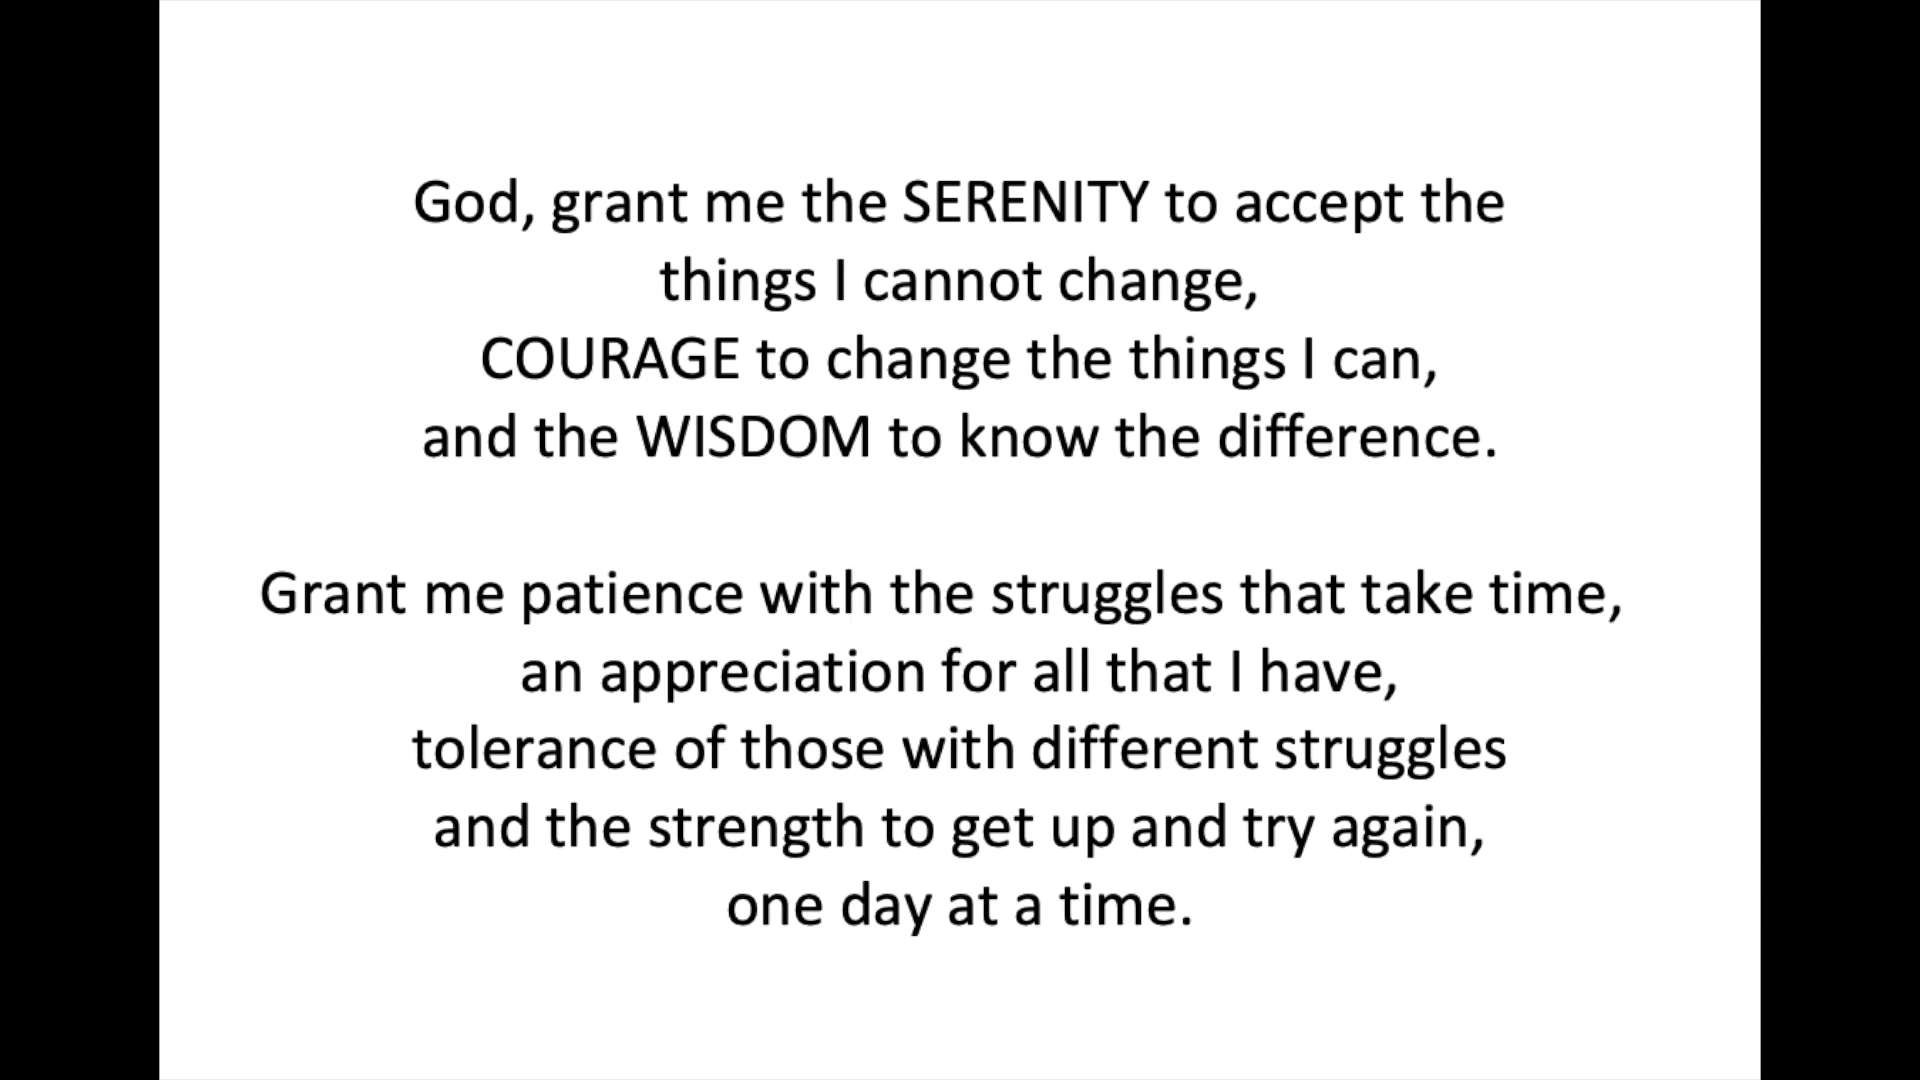 God, grant me the SERENITY to accept the
things I cannot change,
COURAGE to change the things I can,
and the WISDOM to know the difference.
Grant me patience with the struggles that take time,
an appreciation for all that I have,
tolerance of those with different struggles
and the strength to get up and try again,
one day at a time.